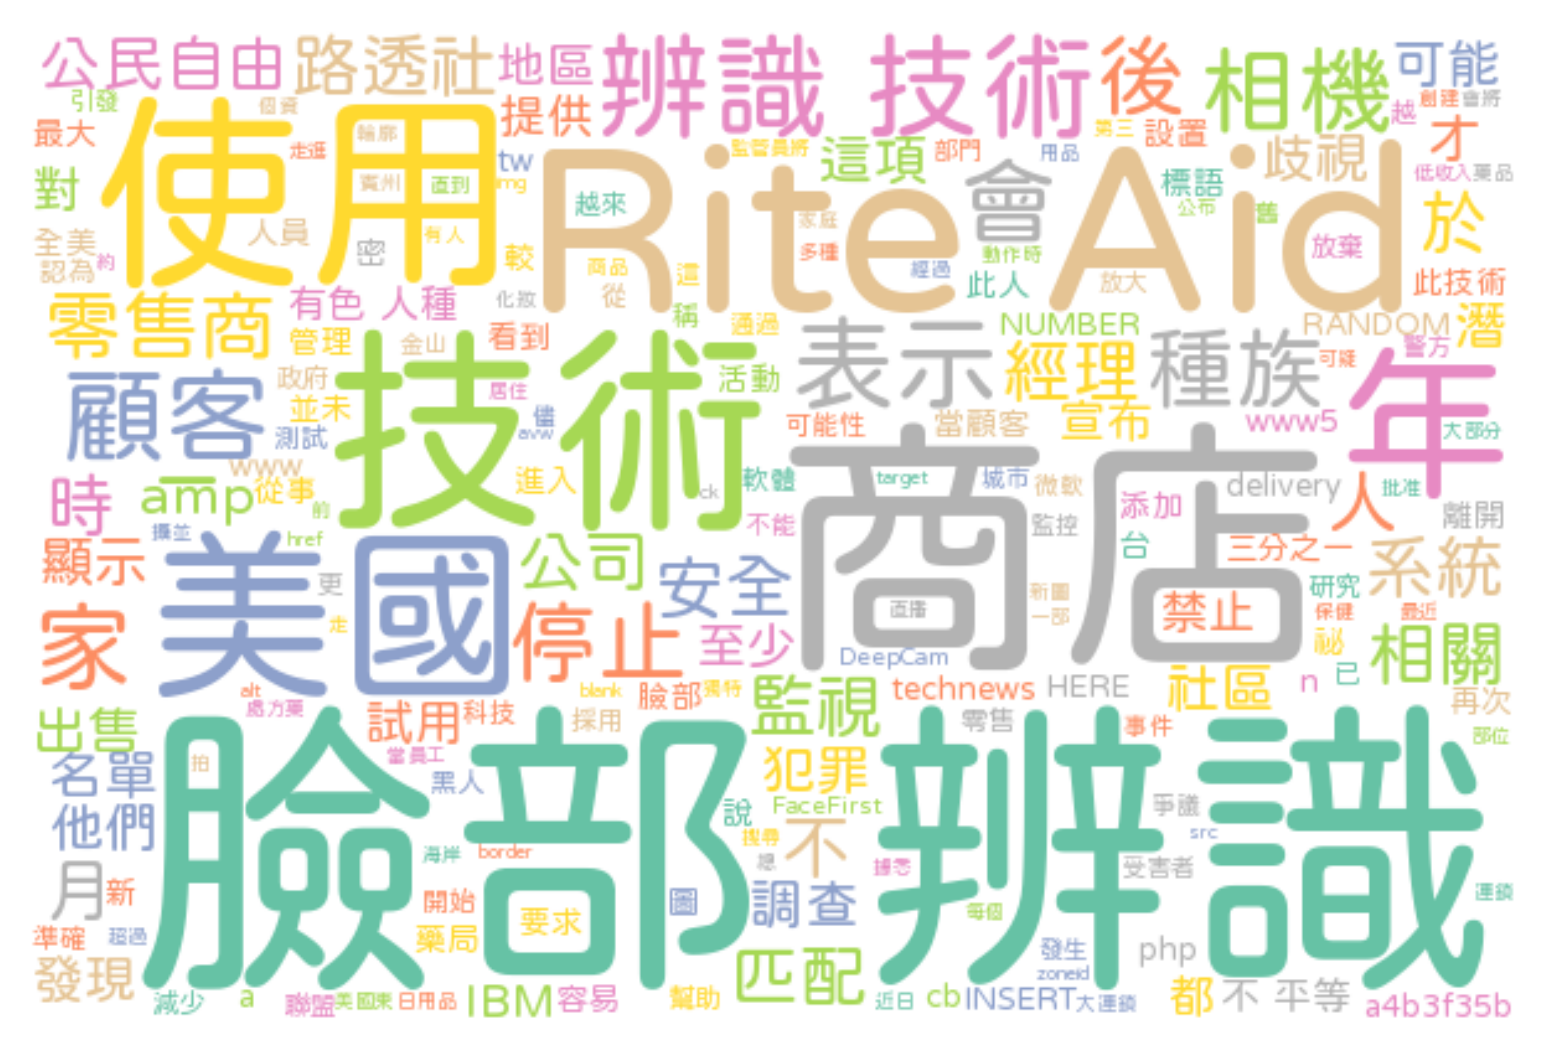 公民自由 路透社 地區 辨識 技術 後 相機 可能
引發 個資 提供 第三 設置 越 創建 會將
最大 使用 走進 輪廓 tw 監管員將 這項 部門 用品 歧視 才
對 賓州 直到 img Rite Aid 會 標語 低收入 藥品
越來 家庭 公布 舊 於
全美 人員 密 有人 較 多種 動作時 放棄
認為 約 商品 這 經過 此人 放大 此技術
零售商 有色 人種 化妝 從 稱 通過 表示 NUMBER RANDOM 潛
管理 金山 看到 經理 種族 可疑 警方
顧客 政府 技術 居住 活動 年
並未 儘 可能性 當顧客 宣布 www5 大部分
測試 avw 商店
www 進入 軟體 target 城市 微軟 delivery 人 批准
時 amp 從事 前 ck 不能 監控 添加 離開
攝並 href 台 三分之一
顯示 美國 公司 安全 系統
更 新圖 研究
家 走 停止 直播 一部 禁止 保健 最近
至少 DeepCam 祕 相關
alt blank 臉部 獨特 監視 technews HERE 社區 n 已 再次
處方藥
出售 試用 科技 採用 零售 事件 部位
名單 拍 臉部 辨識 當員工 犯罪
黑人 FaceFirst 爭議
他們 說 搜尋 不 src
海岸 border 總 據悉 受害者
月 新 開始 圖 調查 每個 連鎖
準確 超過 藥局 要求 發生 php
發現 匹配 zoneid
減少 a 聯盟 美國東 日用品 IBM 容易 幫助 近日 cb INSERT 大連鎖 都 不 平等 a4b3f35b